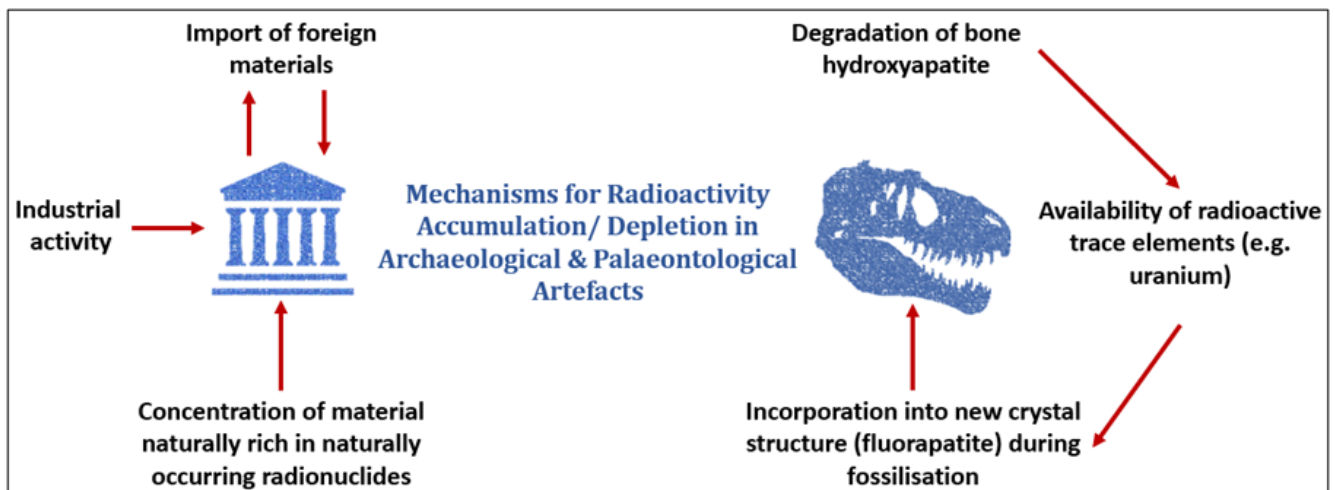 Import of foreign
materials
Industrial
activity
Concentration of material
naturally rich in naturally
occurring radionuclides
Mechanisms for Radioactivity
Accumulation/ Depletion in
Archaeological & Palaeontological
Artefacts
Degradation of bone
hydroxyapatite
Availability of radioactive
trace elements (e.g.
uranium)
Incorporation into new crystal
structure (fluorapatite) during
fossilisation